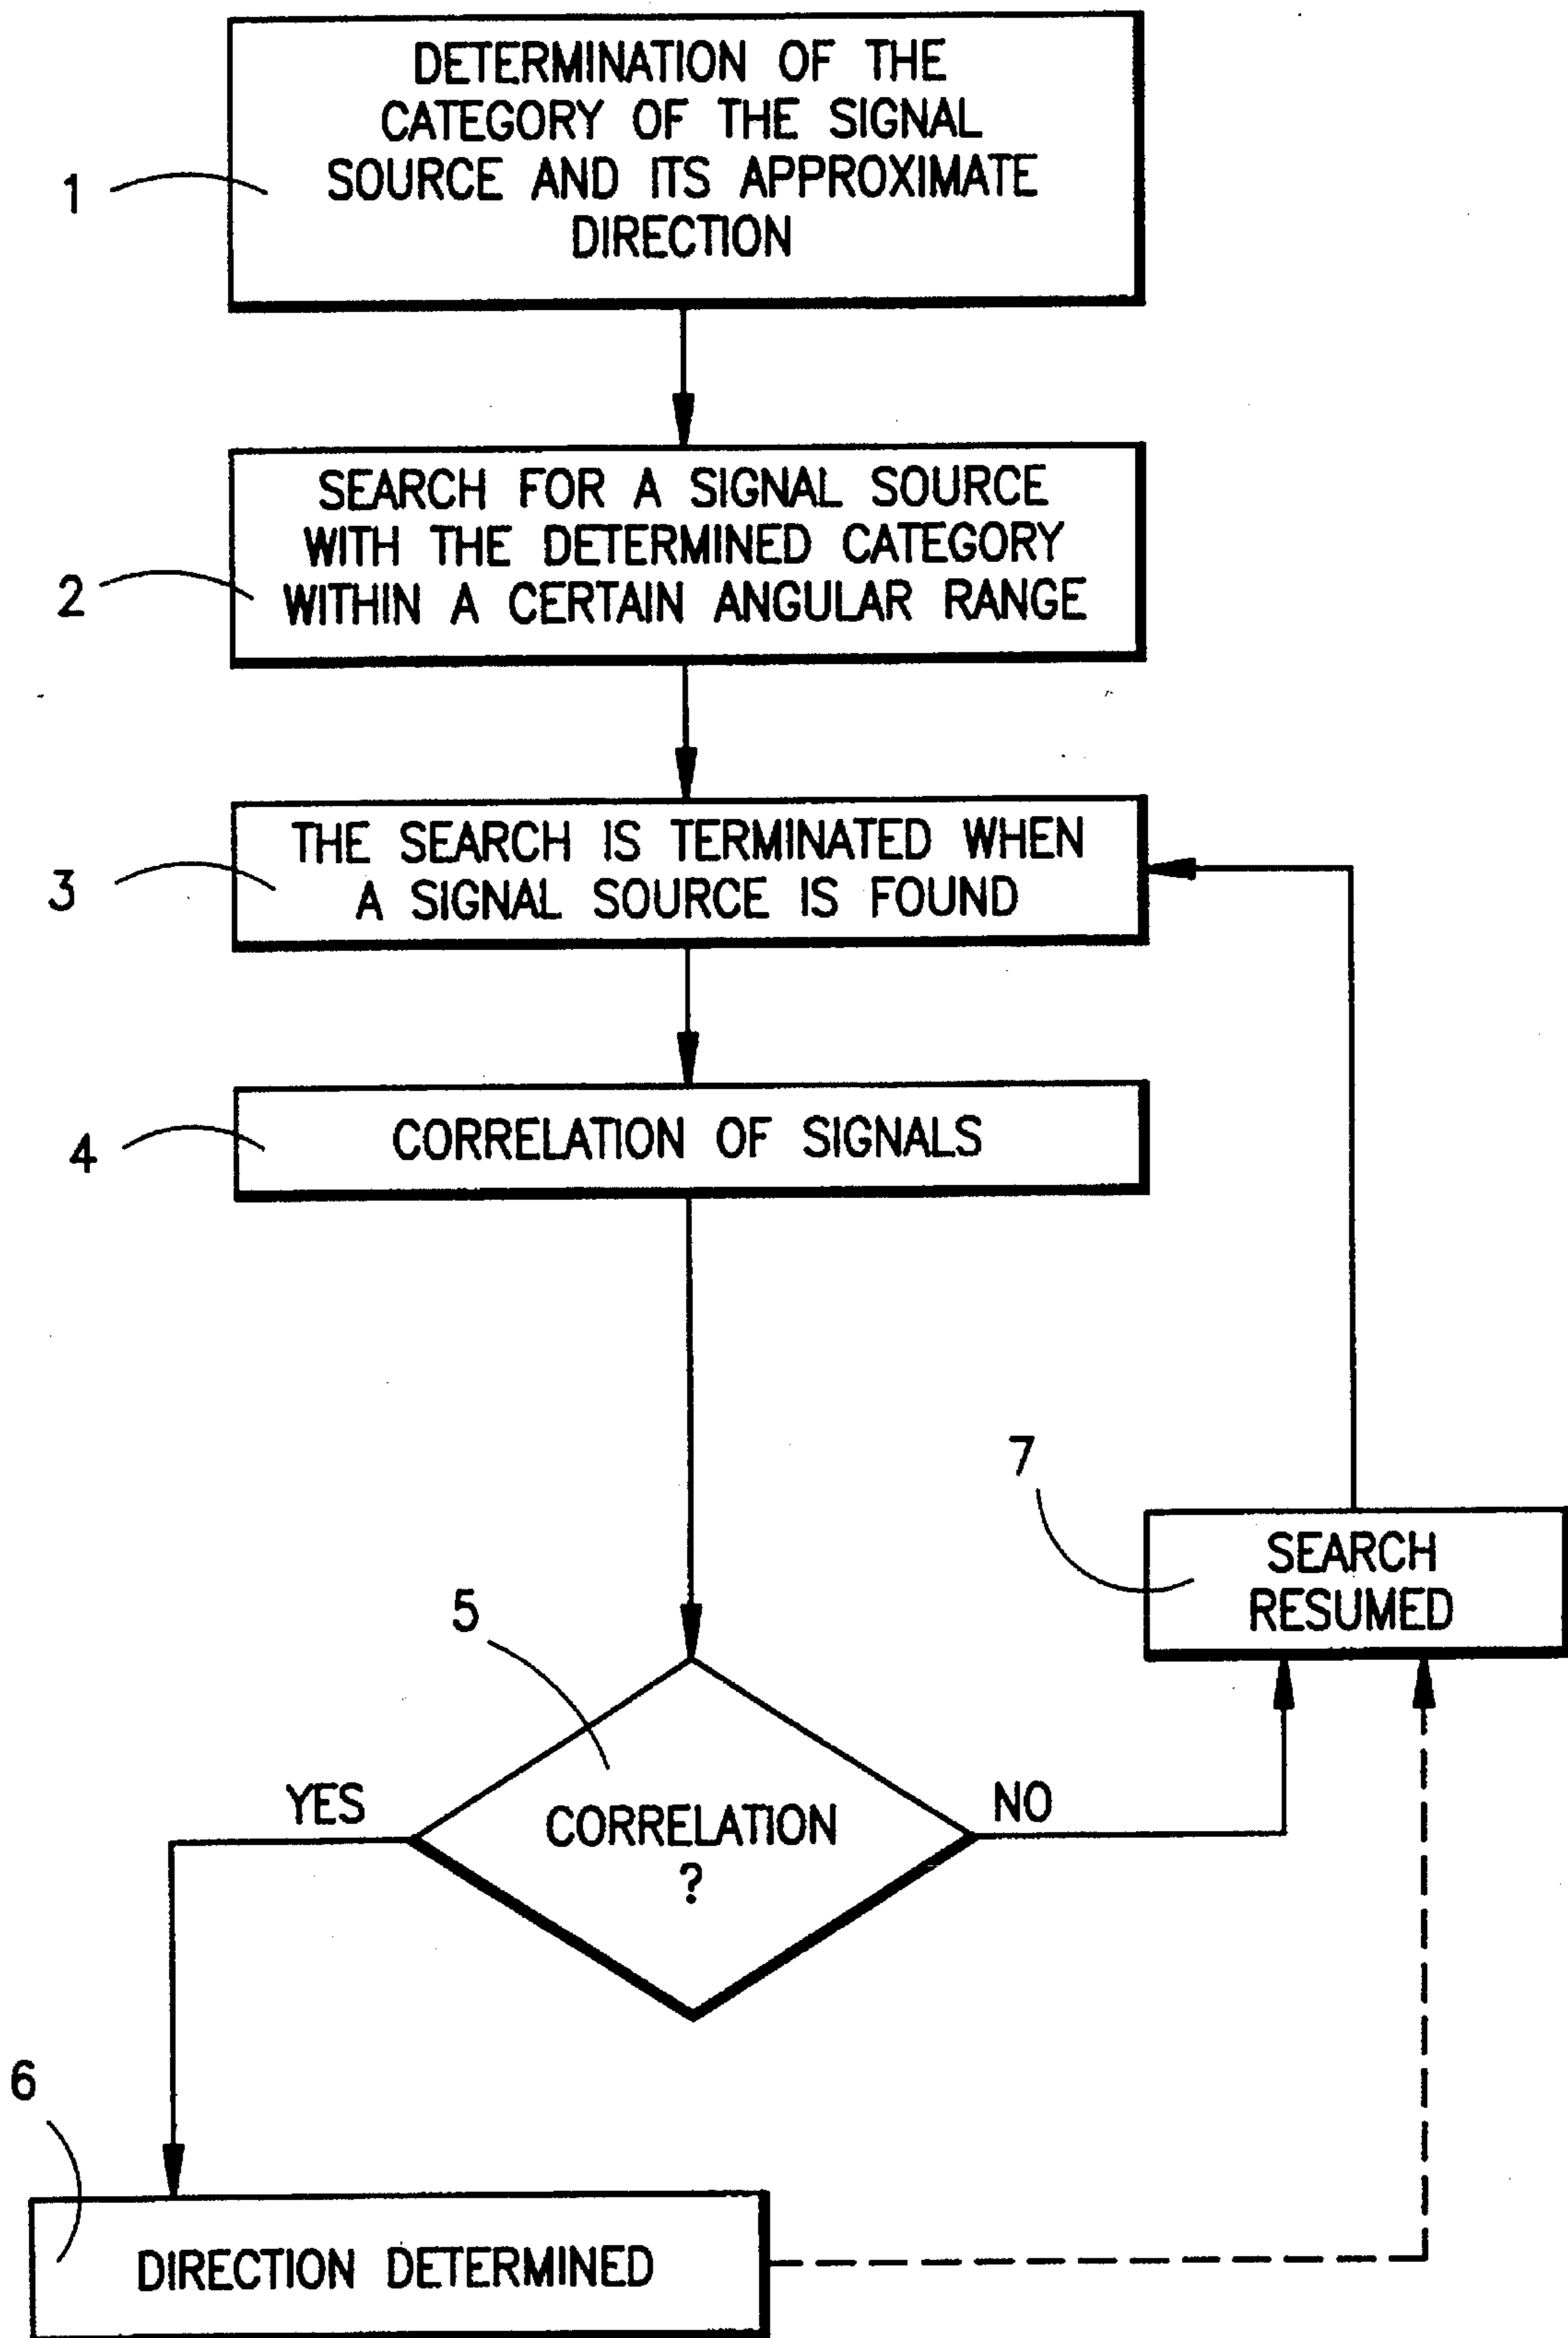 DETERMINATION OF THE
CATEGORY OF THE SIGNAL
SOURCE AND ITS APPROXIMATE
DIRECTION
1
SEARCH FOR A SIGNAL SOURCE
WITH THE DETERMINED CATEGORY
WITHIN A CERTAIN ANGULAR RANGE
2
THE SEARCH IS TERMINATED WHEN
A SIGNAL SOURCE IS FOUND
3
CORRELATION OF SIGNALS
4
7
SEARCH
RESUMED
5
YES
CORRELATION
?
NO
6
DIRECTION DETERMINED